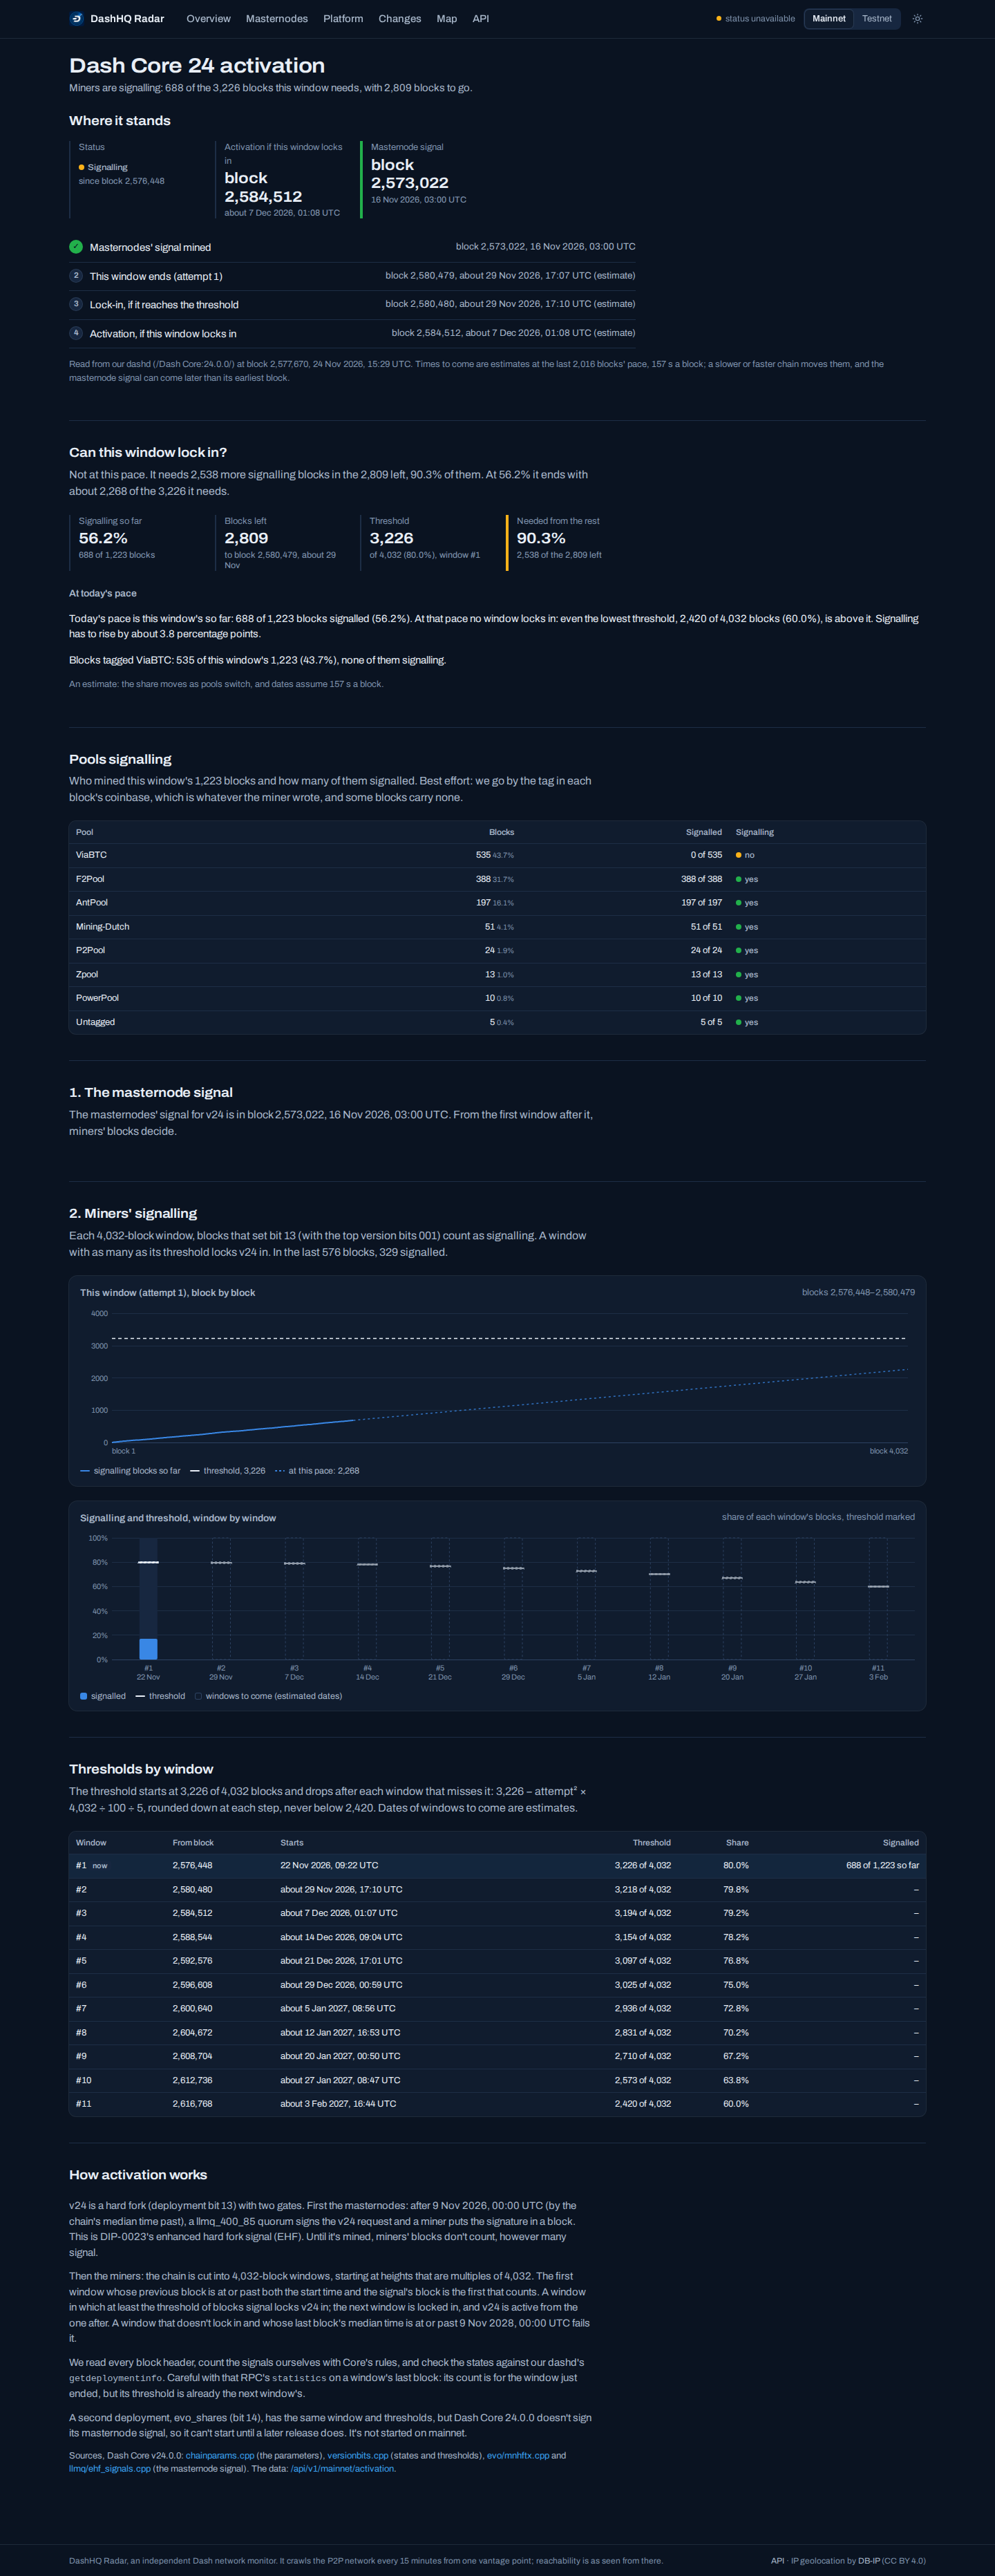 DashHQ Radar Overview Masternodes Platform Changes Map API status unavailable Mainnet Testnet
Dash Core 24 activation
Miners are signalling: 688 of the 3,226 blocks this window needs, with 2,809 blocks to go.
Where it stands
Status
Signalling
since block 2,576,448
Activation if this window locks
in
block
2,584,512
about 7 Dec 2026, 01:08 UTC
Masternode signal
block
2,573,022
16 Nov 2026, 03:00 UTC
Masternodes' signal mined block 2,573,022, 16 Nov 2026, 03:00 UTC
2 This window ends (attempt 1) block 2,580,479, about 29 Nov 2026, 17:07 UTC (estimate)
3 Lock-in, if it reaches the threshold block 2,580,480, about 29 Nov 2026, 17:10 UTC (estimate)
4 Activation, if this window locks in block 2,584,512, about 7 Dec 2026, 01:08 UTC (estimate)
Read from our dashd (/Dash Core:24.0.0/) at block 2,577,670, 24 Nov 2026, 15:29 UTC. Times to come are estimates at the last 2,016 blocks' pace, 157 s a block; a slower or faster chain moves them, and the
masternode signal can come later than its earliest block.
Can this window lock in?
Not at this pace. It needs 2,538 more signalling blocks in the 2,809 left, 90.3% of them. At 56.2% it ends with
about 2,268 of the 3,226 it needs.
Signalling so far
56.2%
688 of 1,223 blocks
Blocks left
2,809
to block 2,580,479, about 29
Nov
Threshold
3,226
of 4,032 (80.0%), window #1
Needed from the rest
90.3%
2,538 of the 2,809 left
At today's pace
Today's pace is this window's so far: 688 of 1,223 blocks signalled (56.2%). At that pace no window locks in: even the lowest threshold, 2,420 of 4,032 blocks (60.0%), is above it. Signalling
has to rise by about 3.8 percentage points.
Blocks tagged ViaBTC: 535 of this window's 1,223 (43.7%), none of them signalling.
An estimate: the share moves as pools switch, and dates assume 157 s a block.
Pools signalling
Who mined this window's 1,223 blocks and how many of them signalled. Best effort: we go by the tag in each
block's coinbase, which is whatever the miner wrote, and some blocks carry none.
Pool Blocks Signalled Signalling
ViaBTC 535 43.7% 0 of 535 no
F2Pool 388 31.7% 388 of 388 yes
AntPool 197 16.1% 197 of 197 yes
Mining-Dutch 51 4.1% 51 of 51 yes
P2Pool 24 1.9% 24 of 24 yes
Zpool 13 1.0% 13 of 13 yes
PowerPool 10 0.8% 10 of 10 yes
Untagged 5 0.4% 5 of 5 yes
1. The masternode signal
The masternodes' signal for v24 is in block 2,573,022, 16 Nov 2026, 03:00 UTC. From the first window after it,
miners' blocks decide.
2. Miners' signalling
Each 4,032-block window, blocks that set bit 13 (with the top version bits 001) count as signalling. A window
with as many as its threshold locks v24 in. In the last 576 blocks, 329 signalled.
This window (attempt 1), block by block blocks 2,576,448–2,580,479
4000
3000
2000
1000
0
block 1 block 4,032
signalling blocks so far threshold, 3,226 at this pace: 2,268
Signalling and threshold, window by window share of each window's blocks, threshold marked
100%
80%
60%
40%
20%
0%
#1 #2 #3 #4 #5 #6 #7 #8 #9 #10 #11
22 Nov 29 Nov 7 Dec 14 Dec 21 Dec 29 Dec 5 Jan 12 Jan 20 Jan 27 Jan 3 Feb
signalled threshold windows to come (estimated dates)
Thresholds by window
The threshold starts at 3,226 of 4,032 blocks and drops after each window that misses it: 3,226 − attempt² ×
4,032 ÷ 100 ÷ 5, rounded down at each step, never below 2,420. Dates of windows to come are estimates.
Window From block Starts Threshold Share Signalled
#1 now 2,576,448 22 Nov 2026, 09:22 UTC 3,226 of 4,032 80.0% 688 of 1,223 so far
#2 2,580,480 about 29 Nov 2026, 17:10 UTC 3,218 of 4,032 79.8% –
#3 2,584,512 about 7 Dec 2026, 01:07 UTC 3,194 of 4,032 79.2% –
#4 2,588,544 about 14 Dec 2026, 09:04 UTC 3,154 of 4,032 78.2% –
#5 2,592,576 about 21 Dec 2026, 17:01 UTC 3,097 of 4,032 76.8% –
#6 2,596,608 about 29 Dec 2026, 00:59 UTC 3,025 of 4,032 75.0% –
#7 2,600,640 about 5 Jan 2027, 08:56 UTC 2,936 of 4,032 72.8% –
#8 2,604,672 about 12 Jan 2027, 16:53 UTC 2,831 of 4,032 70.2% –
#9 2,608,704 about 20 Jan 2027, 00:50 UTC 2,710 of 4,032 67.2% –
#10 2,612,736 about 27 Jan 2027, 08:47 UTC 2,573 of 4,032 63.8% –
#11 2,616,768 about 3 Feb 2027, 16:44 UTC 2,420 of 4,032 60.0% –
How activation works
v24 is a hard fork (deployment bit 13) with two gates. First the masternodes: after 9 Nov 2026, 00:00 UTC (by the
chain's median time past), a llmq_400_85 quorum signs the v24 request and a miner puts the signature in a block.
This is DIP-0023's enhanced hard fork signal (EHF). Until it's mined, miners' blocks don't count, however many
signal.
Then the miners: the chain is cut into 4,032-block windows, starting at heights that are multiples of 4,032. The first
window whose previous block is at or past both the start time and the signal's block is the first that counts. A window
in which at least the threshold of blocks signal locks v24 in; the next window is locked in, and v24 is active from the
one after. A window that doesn't lock in and whose last block's median time is at or past 9 Nov 2028, 00:00 UTC fails
it.
We read every block header, count the signals ourselves with Core's rules, and check the states against our dashd's
getdeploymentinfo. Careful with that RPC's statistics on a window's last block: its count is for the window just
ended, but its threshold is already the next window's.
A second deployment, evo_shares (bit 14), has the same window and thresholds, but Dash Core 24.0.0 doesn't sign
its masternode signal, so it can't start until a later release does. It's not started on mainnet.
Sources, Dash Core v24.0.0: chainparams.cpp (the parameters), versionbits.cpp (states and thresholds), evo/mnhftx.cpp and
llmq/ehf_signals.cpp (the masternode signal). The data: /api/v1/mainnet/activation.
DashHQ Radar, an independent Dash network monitor. It crawls the P2P network every 15 minutes from one vantage point; reachability is as seen from there. API · IP geolocation by DB-IP (CC BY 4.0)